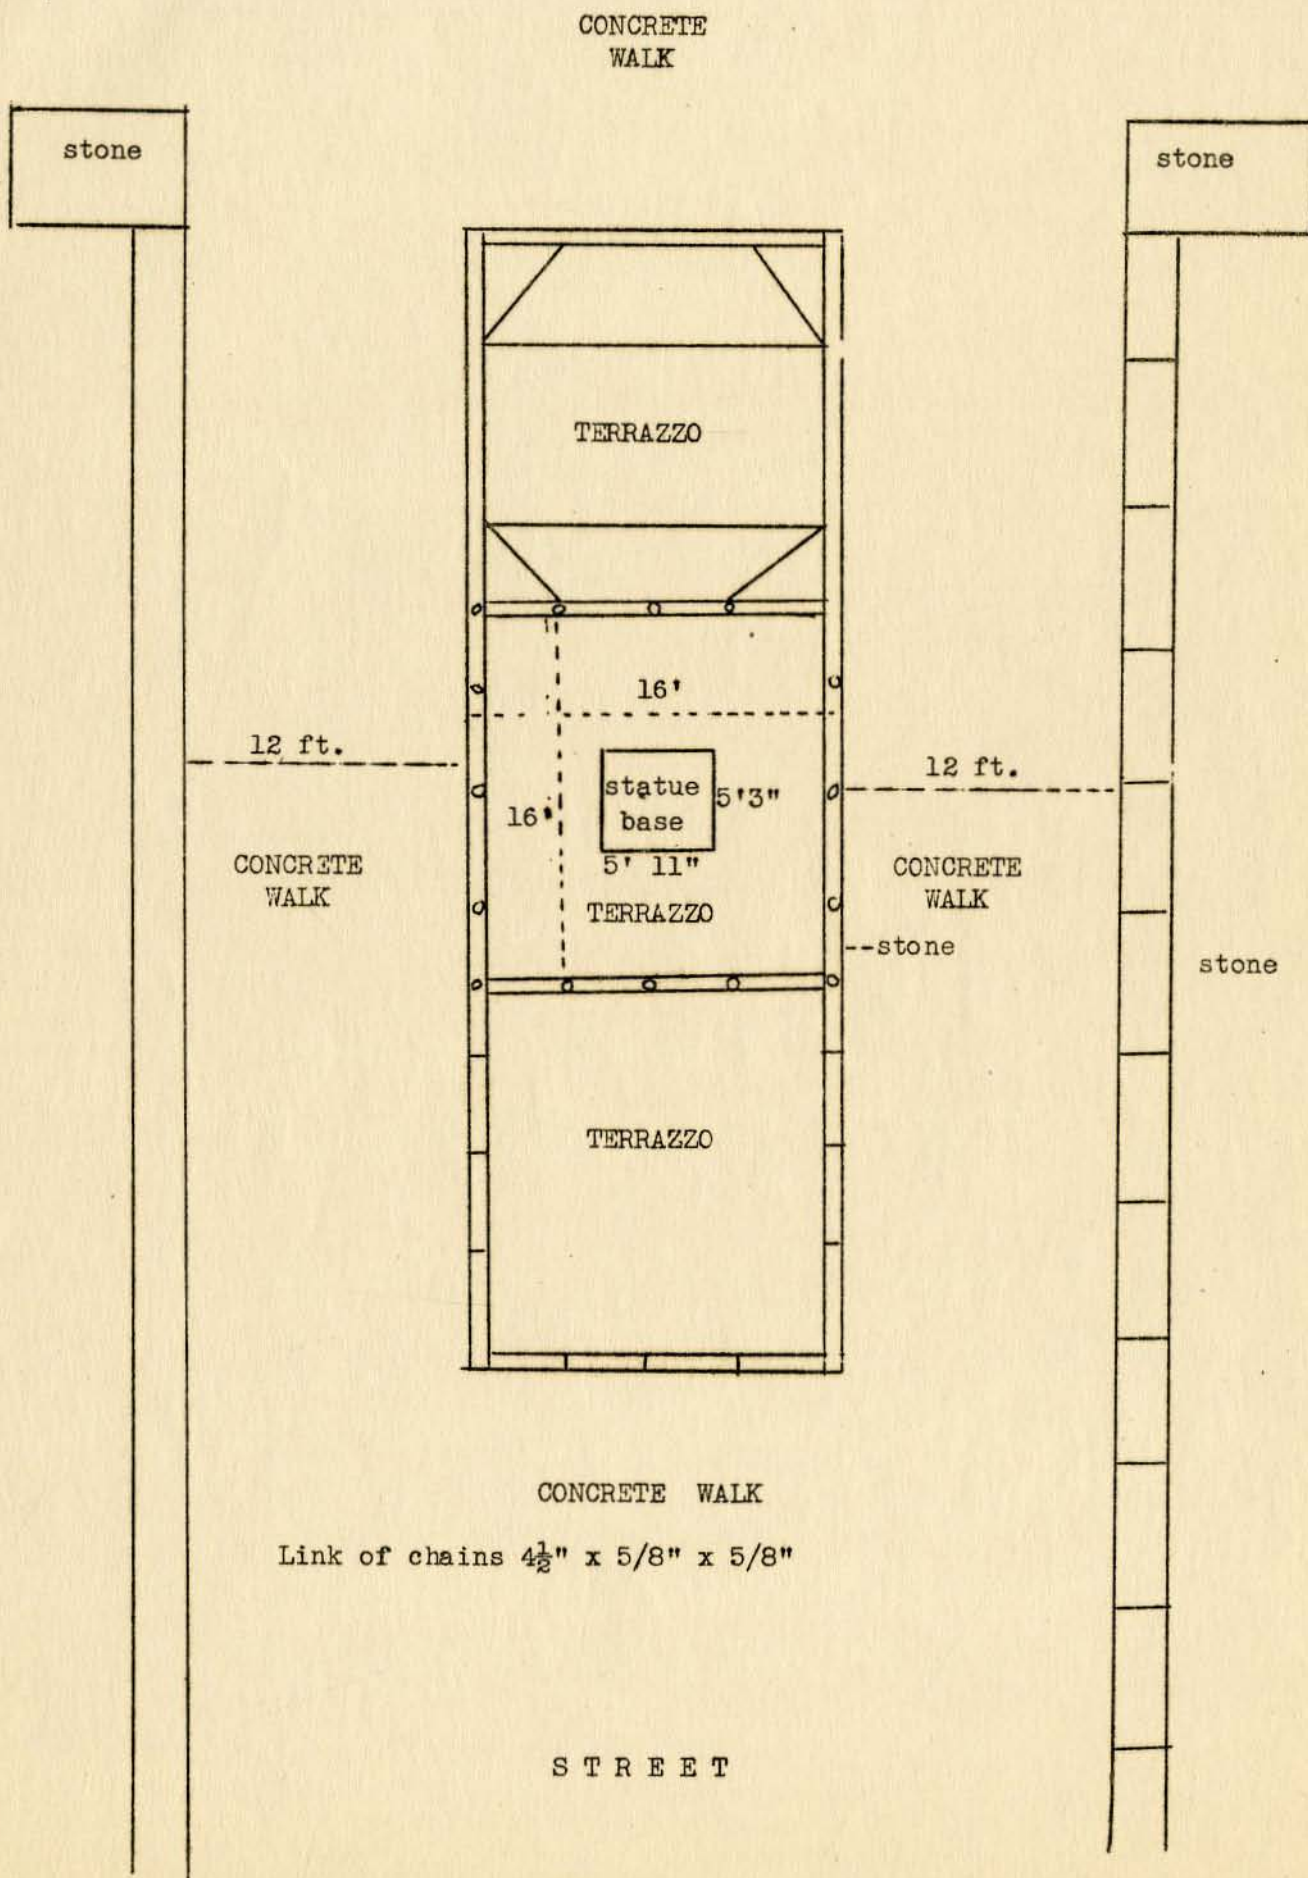 CONCRETE
WALK
stone
stone
TERRAZZO
16'
12 ft.
12 ft.
statue
base
5'3"
16'
5' 11"
CONCRETE
WALK
CONCRETE
WALK
TERRAZZO
--stone
stone
TERRAZZO
CONCRETE WALK
Link of chains 4½" x 5/8" x 5/8"
STREET